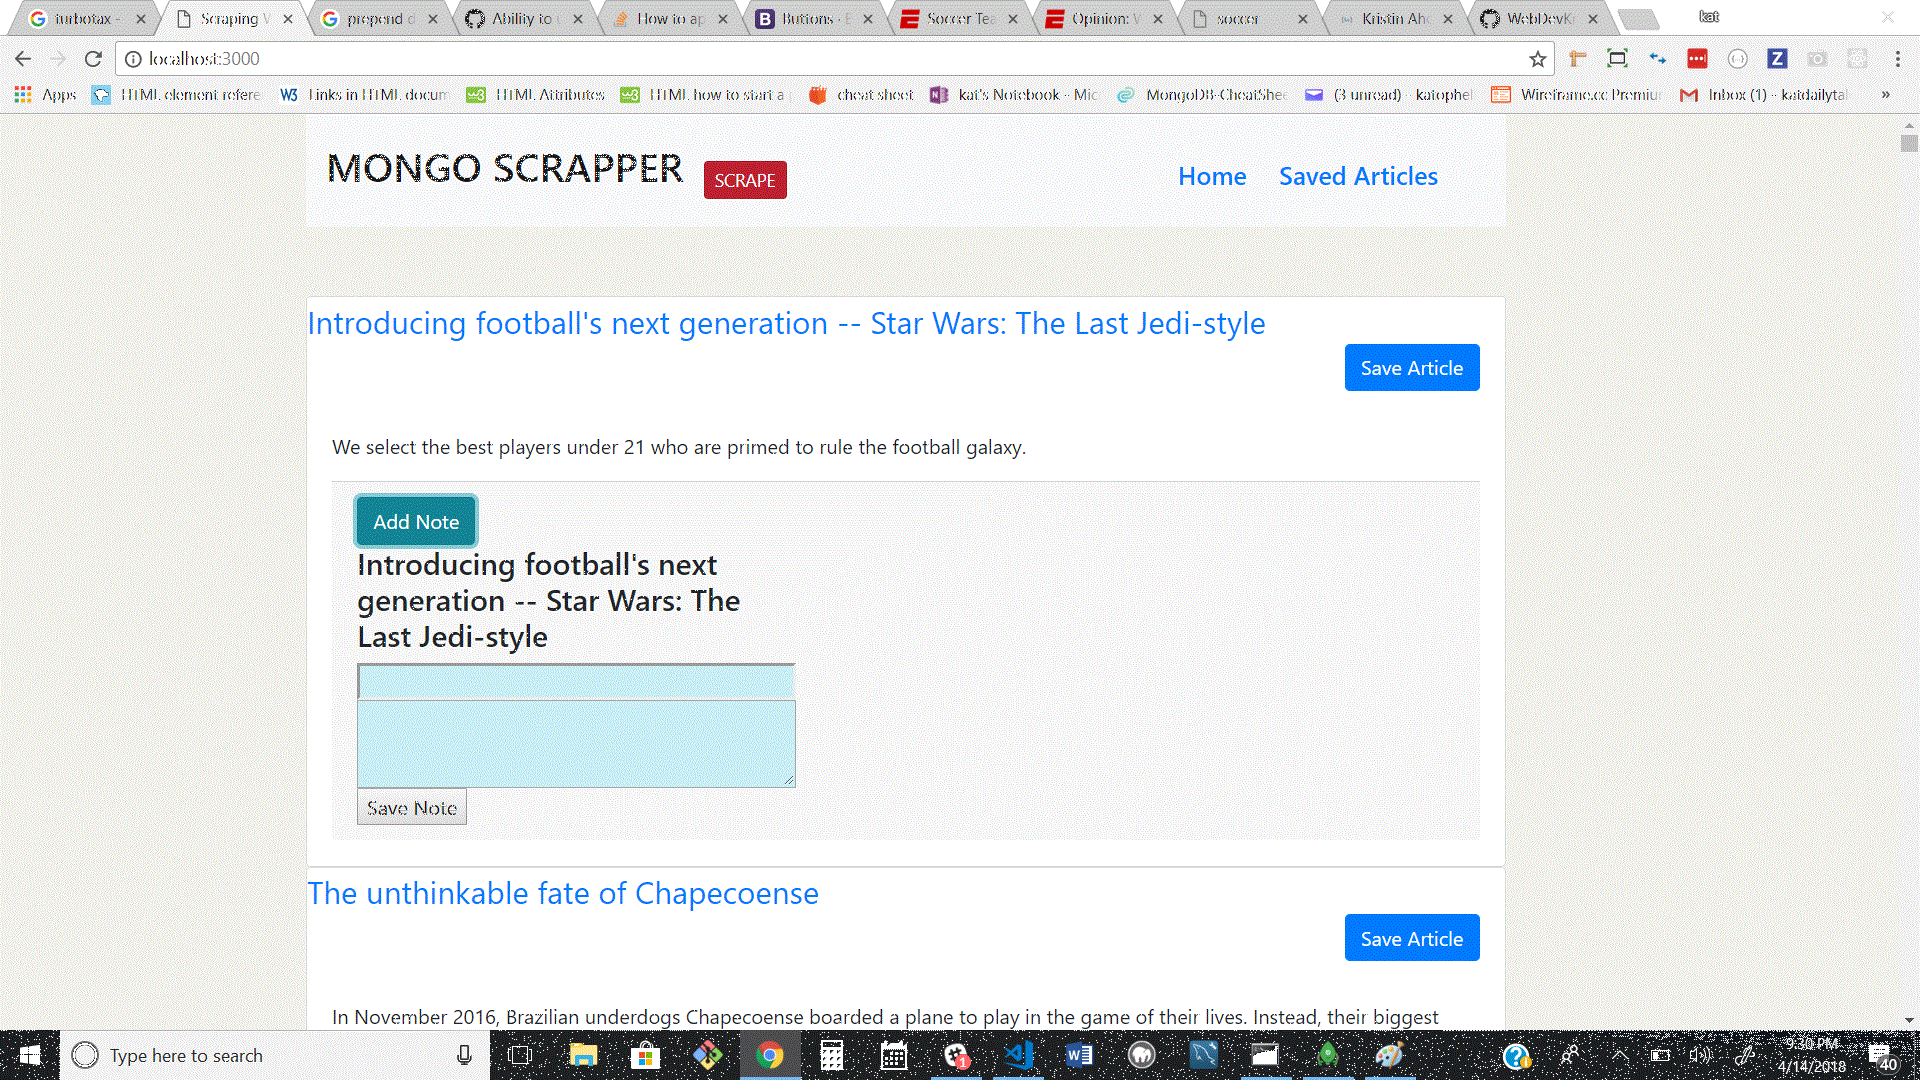 turbotax -
Scraping
prepend d
Ability to
How to ap
Buttons -
Soccer Tea
Opinion:
soccer
Kristin Aho
WebDevK
kat
localhost:3000
Apps
HTML element refere
W3 Links in HTML docum
w3 HTML Attributes
w3 HTML how to start a
cheat sheet
kat's Notebook - Mic
MongoDB-CheatShee
(3 unread) - katophel
Wireframe.cc Premiu
Inbox (1) - katdailyta
»
MONGO SCRAPPER
SCRAPE
Home
Saved Articles
Introducing football's next generation -- Star Wars: The Last Jedi-style
Save Article
We select the best players under 21 who are primed to rule the football galaxy.
Add Note
Introducing football's next
generation -- Star Wars: The
Last Jedi-style
Save Note
The unthinkable fate of Chapecoense
Save Article
In November 2016, Brazilian underdogs Chapecoense boarded a plane to play in the game of their lives. Instead, their biggest
Type here to search
9:30 PM
4/14/2018
40